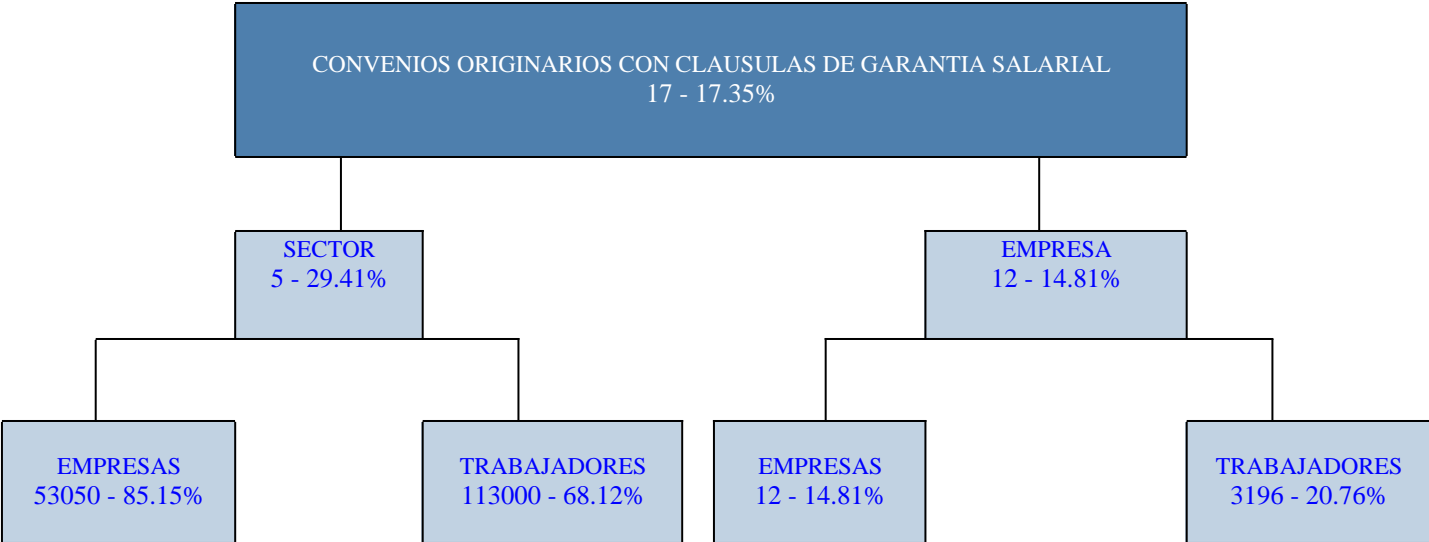 CONVENIOS ORIGINARIOS CON CLAUSULAS DE GARANTIA SALARIAL
17 - 17.35%
SECTOR
5 - 29.41%
EMPRESA
12 - 14.81%
EMPRESAS
53050 - 85.15%
TRABAJADORES
113000 - 68.12%
EMPRESAS
12 - 14.81%
TRABAJADORES
3196 - 20.76%